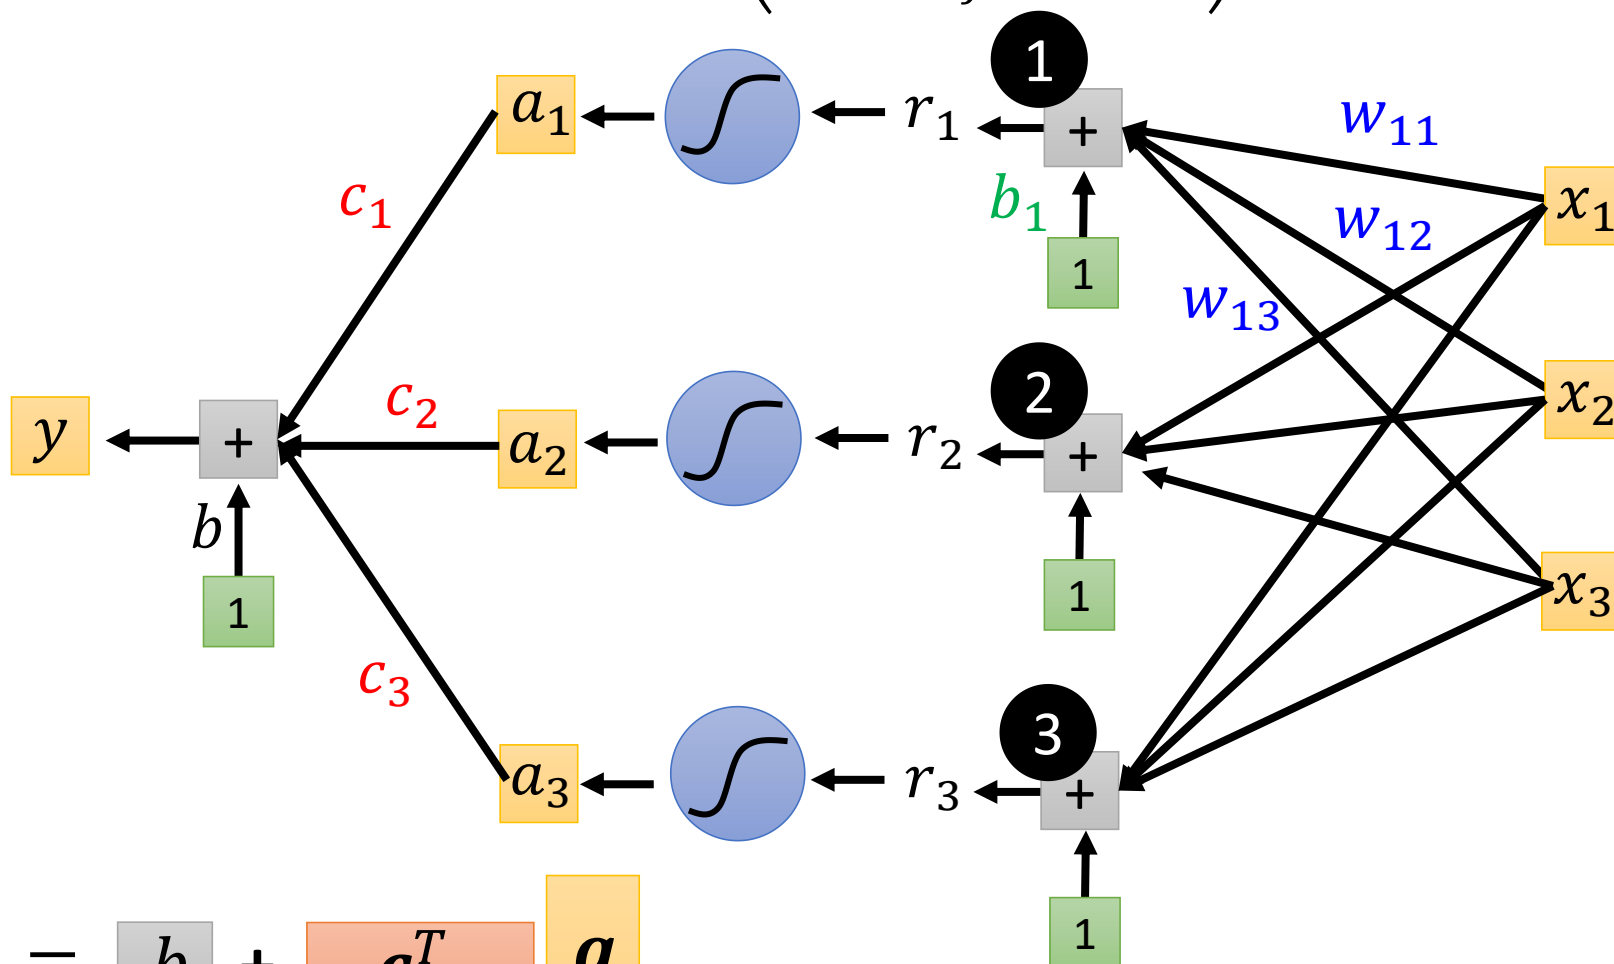 1
a₁ r₁ + w₁₁
c₁ b₁ w₁₂ x₁
1 w₁₃
2
y + c₂ a₂ r₂ + x₂
b
1 1 x₃
c₃ 3
a₃ r₃ +
1
= b + cᵀ a